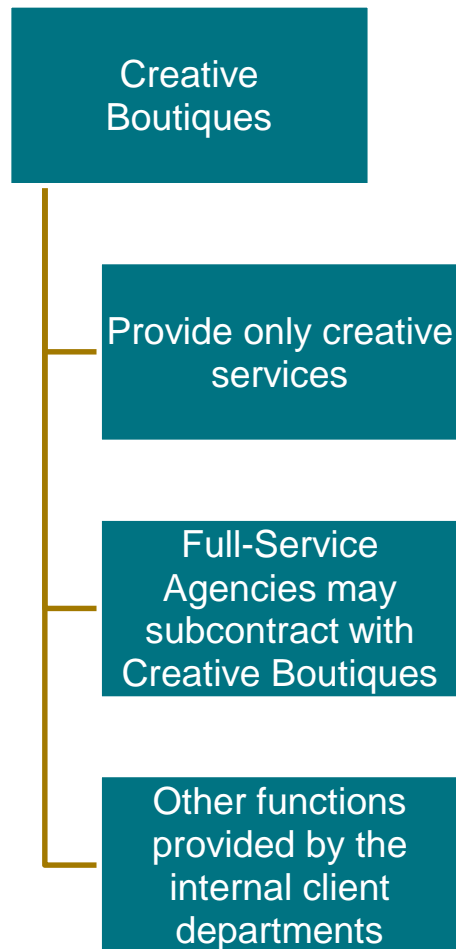 Creative
Boutiques
Provide only creative
services
Full-Service
Agencies may
subcontract with
Creative Boutiques
Other functions
provided by the
internal client
departments